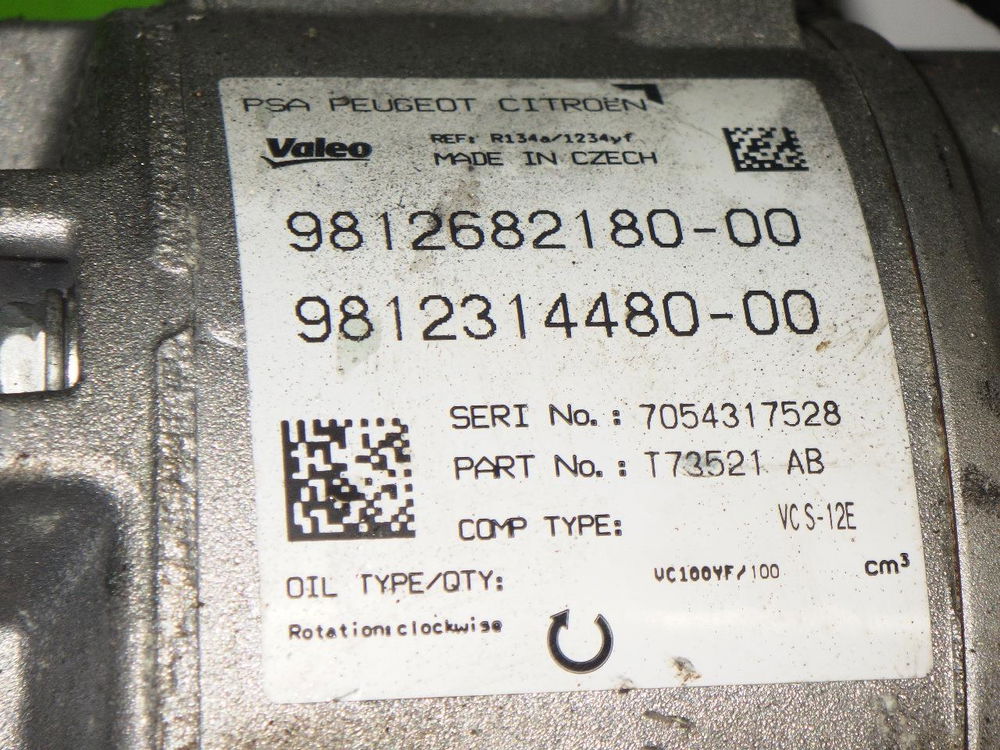 PSA PEUGEOT CITROËN
Valeo
REF: R134a/1234yf
MADE IN CZECH
9812682180-00
9812314480-00
SERI No.: 7054317528
PART No.: T73521 AB
COMP TYPE: VCS-12E
OIL TYPE/QTY: VC100YF/100 cm³
Rotation:clockwise